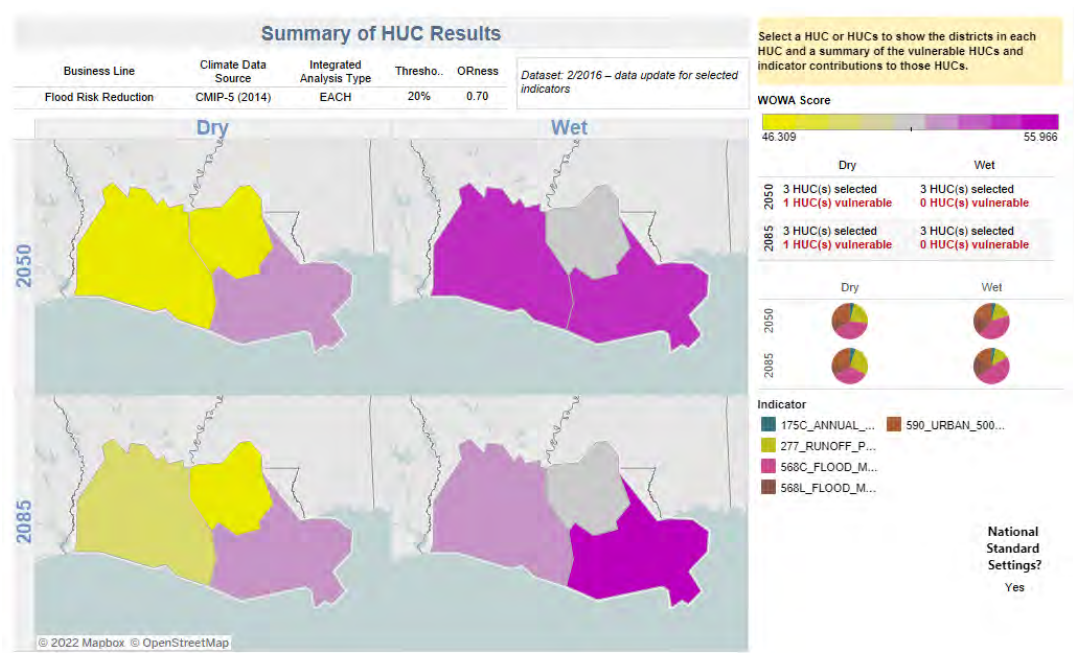 Summary of HUC Results
Business Line
Climate Data
Source
Integrated
Analysis Type
Thresho..
ORness
Flood Risk Reduction
CMIP-5 (2014)
EACH
20%
0.70
Dataset: 2/2016 – data update for selected
indicators
Dry
Wet
2050
2085
© 2022 Mapbox © OpenStreetMap
Select a HUC or HUCs to show the districts in each
HUC and a summary of the vulnerable HUCs and
indicator contributions to those HUCs.
WOWA Score
46.309
55.966
Dry
Wet
2050
3 HUC(s) selected
1 HUC(s) vulnerable
3 HUC(s) selected
0 HUC(s) vulnerable
2085
3 HUC(s) selected
1 HUC(s) vulnerable
3 HUC(s) selected
0 HUC(s) vulnerable
Dry
Wet
2050
2085
Indicator
175C_ANNUAL_...
590_URBAN_500...
277_RUNOFF_P...
568C_FLOOD_M...
568L_FLOOD_M...
National
Standard
Settings?
Yes